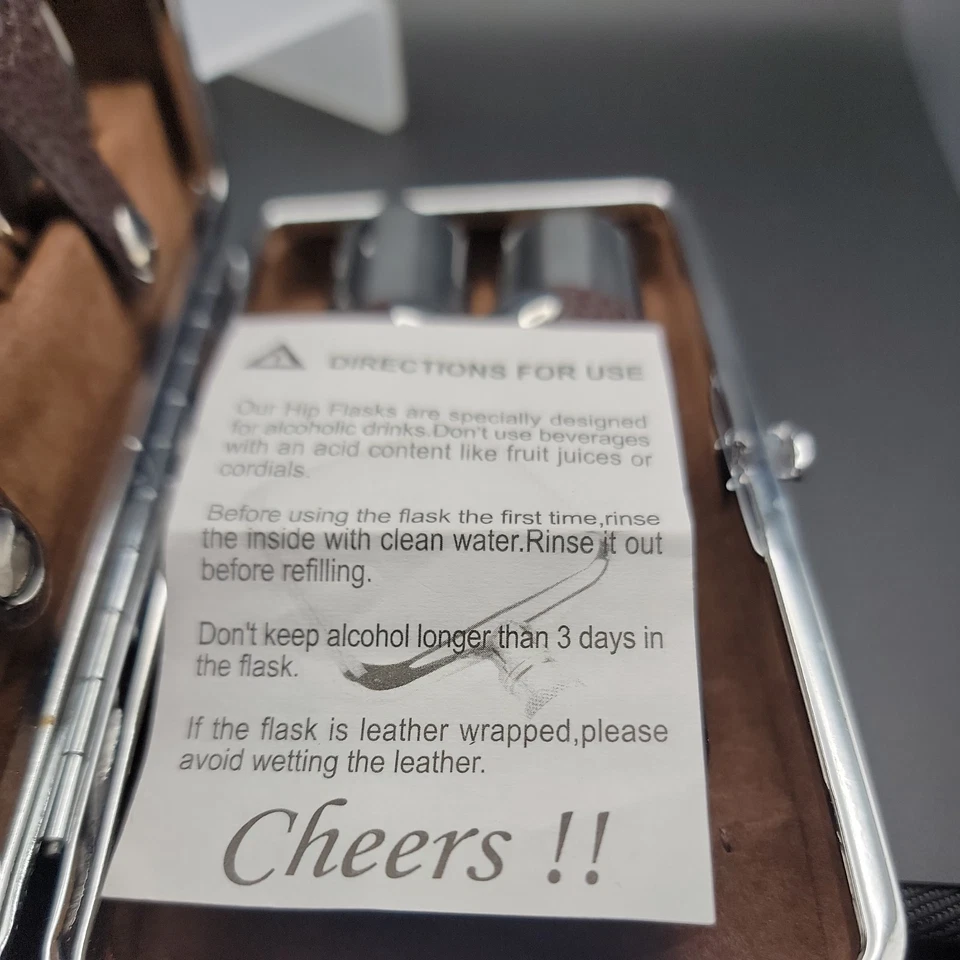 DIRECTIONS FOR USE
Our Hip Flasks are specially designed
for alcoholic drinks.Don't use beverages
with an acid content like fruit juices or
cordials.
Before using the flask the first time,rinse
the inside with clean water.Rinse it out
before refilling.
Don't keep alcohol longer than 3 days in
the flask.
If the flask is leather wrapped,please
avoid wetting the leather.
Cheers !!